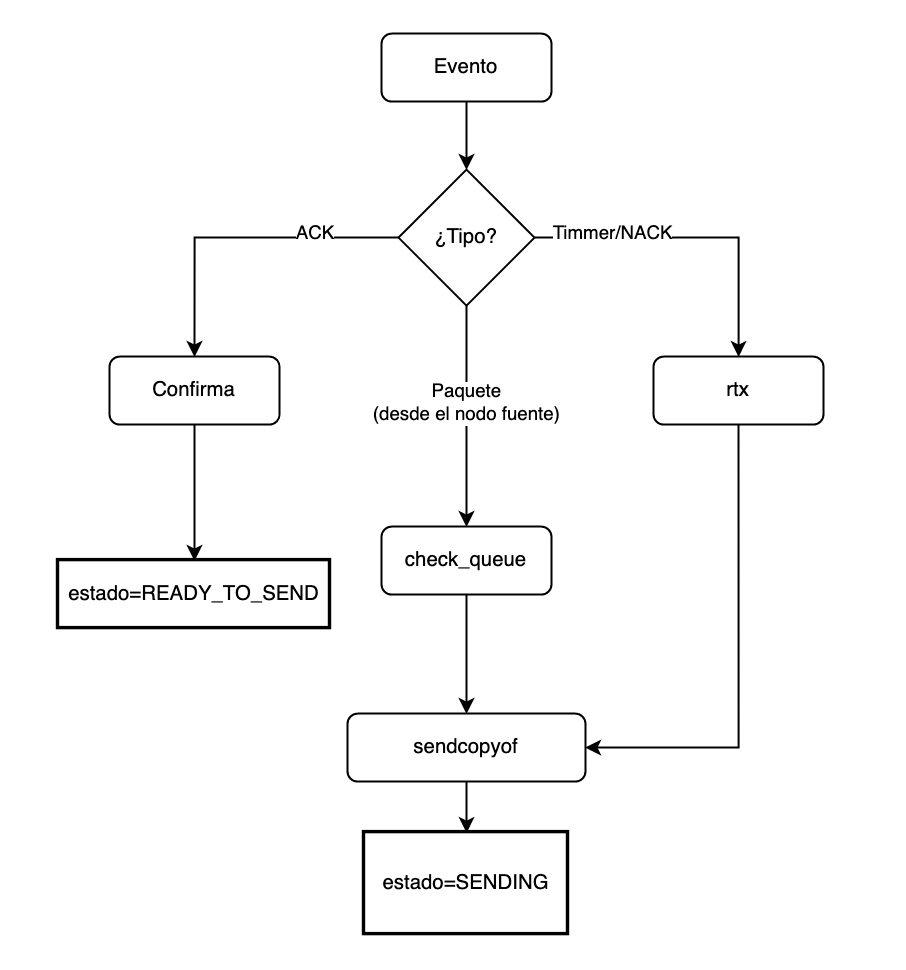 Evento
¿Tipo?
ACK
Timmer/NACK
Confirma
Paquete
(desde el nodo fuente)
rtx
check_queue
estado=READY_TO_SEND
sendcopyof
estado=SENDING